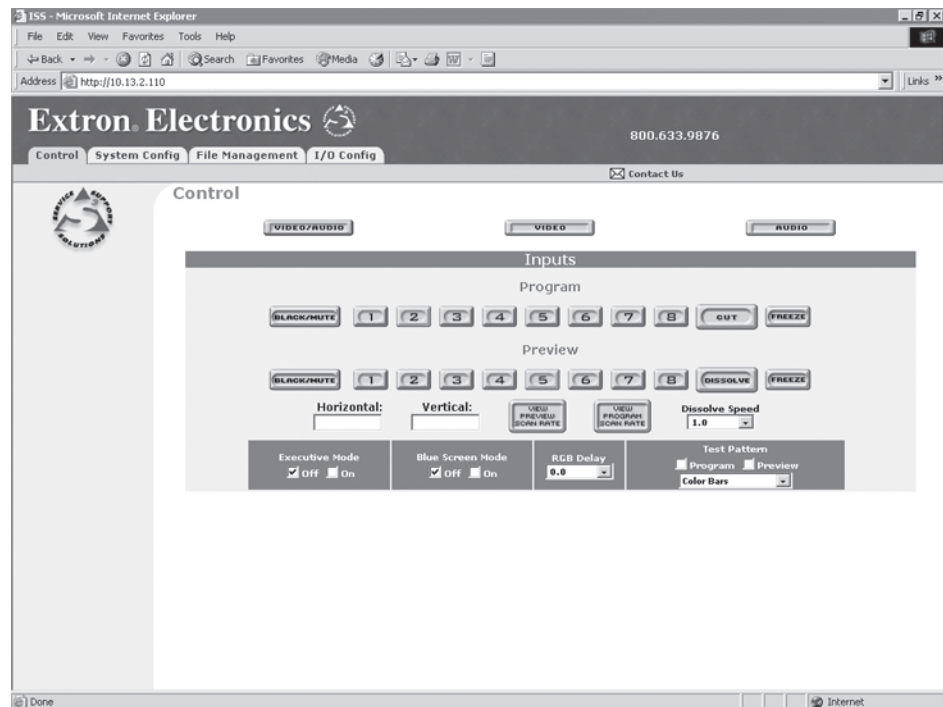 ISS - Microsoft Internet Explorer
File Edit View Favorites Tools Help
Back Search Favorites Media
Address http://10.13.2.110 Links »
Extron Electronics
800.633.9876
Control System Config File Management I/O Config
Contact Us
SERVICE SUPPORT SOLUTIONS S3
Control
VIDEO/AUDIO VIDEO AUDIO
Inputs
Program
BLACK/MUTE 1 2 3 4 5 6 7 8 CUT FREEZE
Preview
BLACK/MUTE 1 2 3 4 5 6 7 8 DISSOLVE FREEZE
Horizontal: Vertical: VIEW PREVIEW SCAN RATE VIEW PROGRAM SCAN RATE Dissolve Speed
1.0
Executive Mode Blue Screen Mode RGB Delay Test Pattern
Off On Off On 0.0 Program Preview
Color Bars
Done Internet